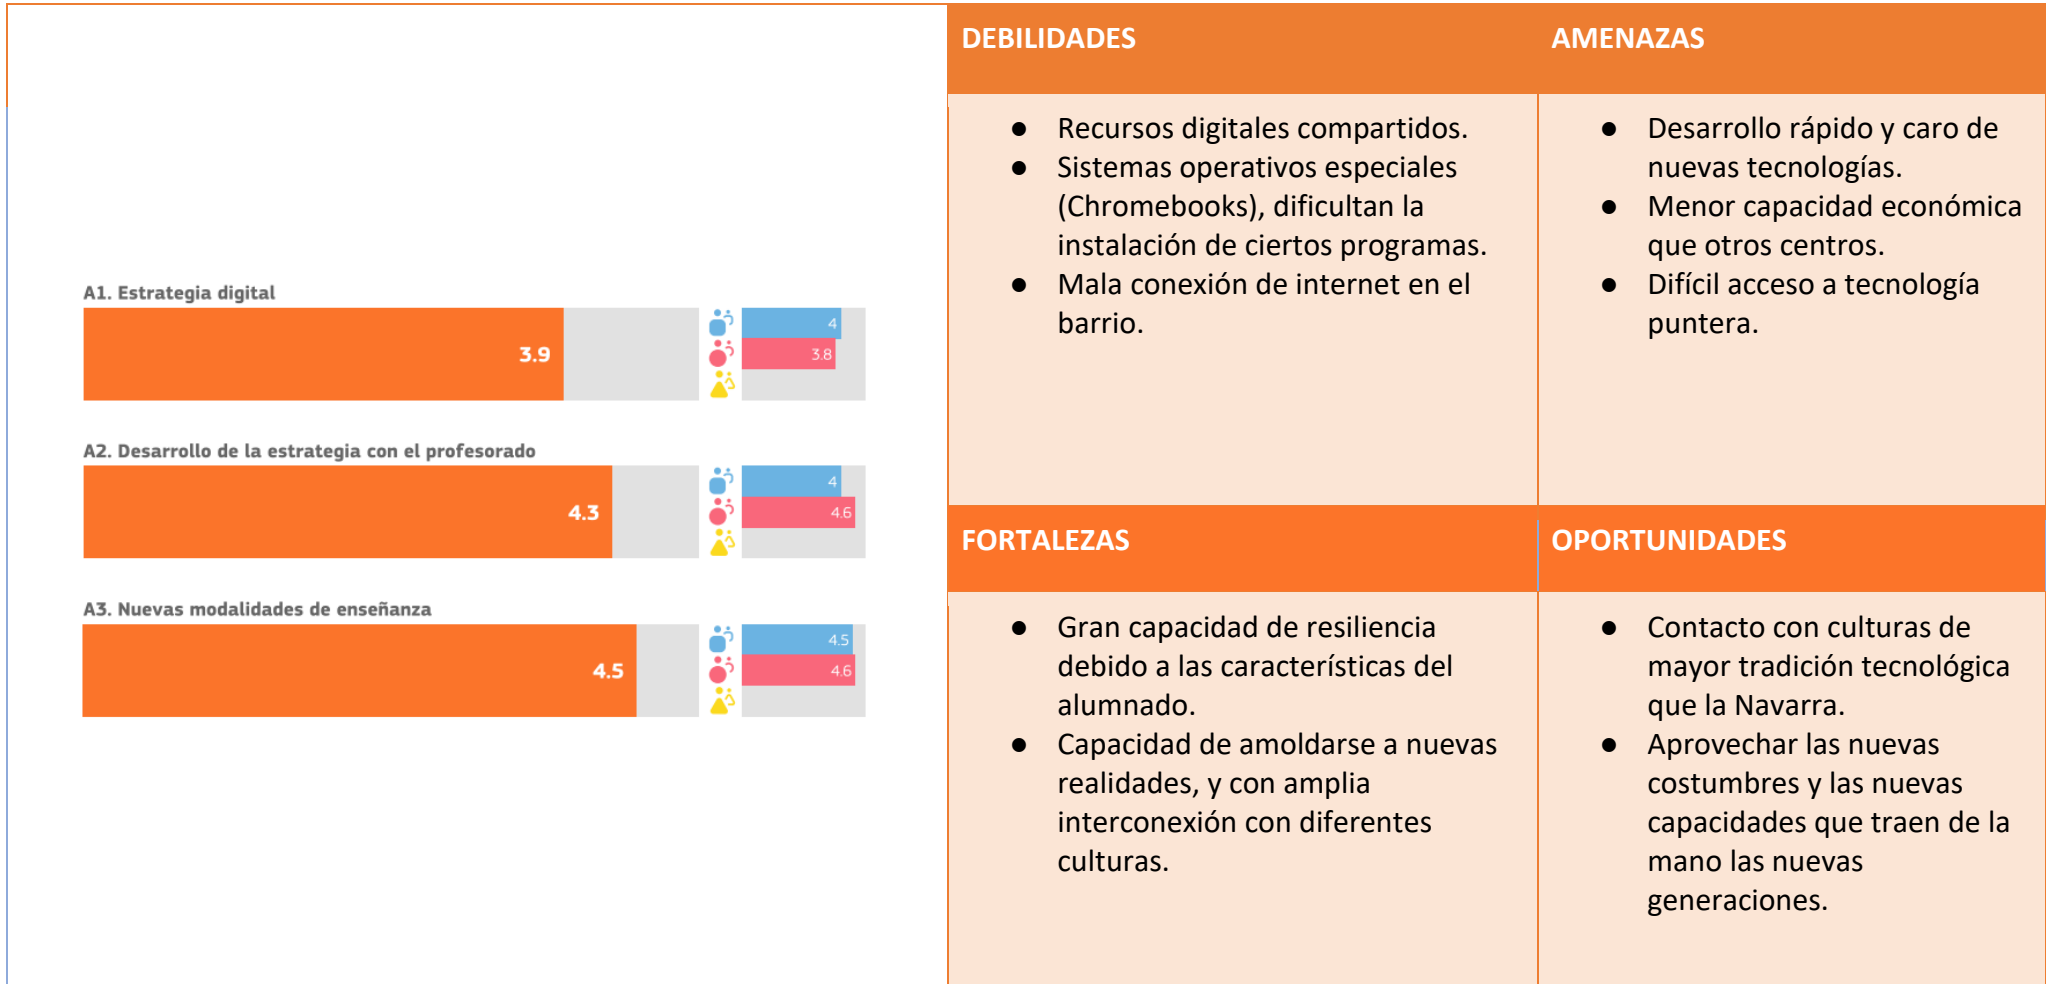 A1. Estrategia digital
3.9
4
3.8
A2. Desarrollo de la estrategia con el profesorado
4.3
4
4.6
A3. Nuevas modalidades de enseñanza
4.5
4.5
4.6
DEBILIDADES
● Recursos digitales compartidos.
● Sistemas operativos especiales
(Chromebooks), dificultan la
instalación de ciertos programas.
● Mala conexión de internet en el
barrio.
AMENAZAS
● Desarrollo rápido y caro de
nuevas tecnologías.
● Menor capacidad económica
que otros centros.
● Difícil acceso a tecnología
puntera.
FORTALEZAS
● Gran capacidad de resiliencia
debido a las características del
alumnado.
● Capacidad de amoldarse a nuevas
realidades, y con amplia
interconexión con diferentes
culturas.
OPORTUNIDADES
● Contacto con culturas de
mayor tradición tecnológica
que la Navarra.
● Aprovechar las nuevas
costumbres y las nuevas
capacidades que traen de la
mano las nuevas
generaciones.